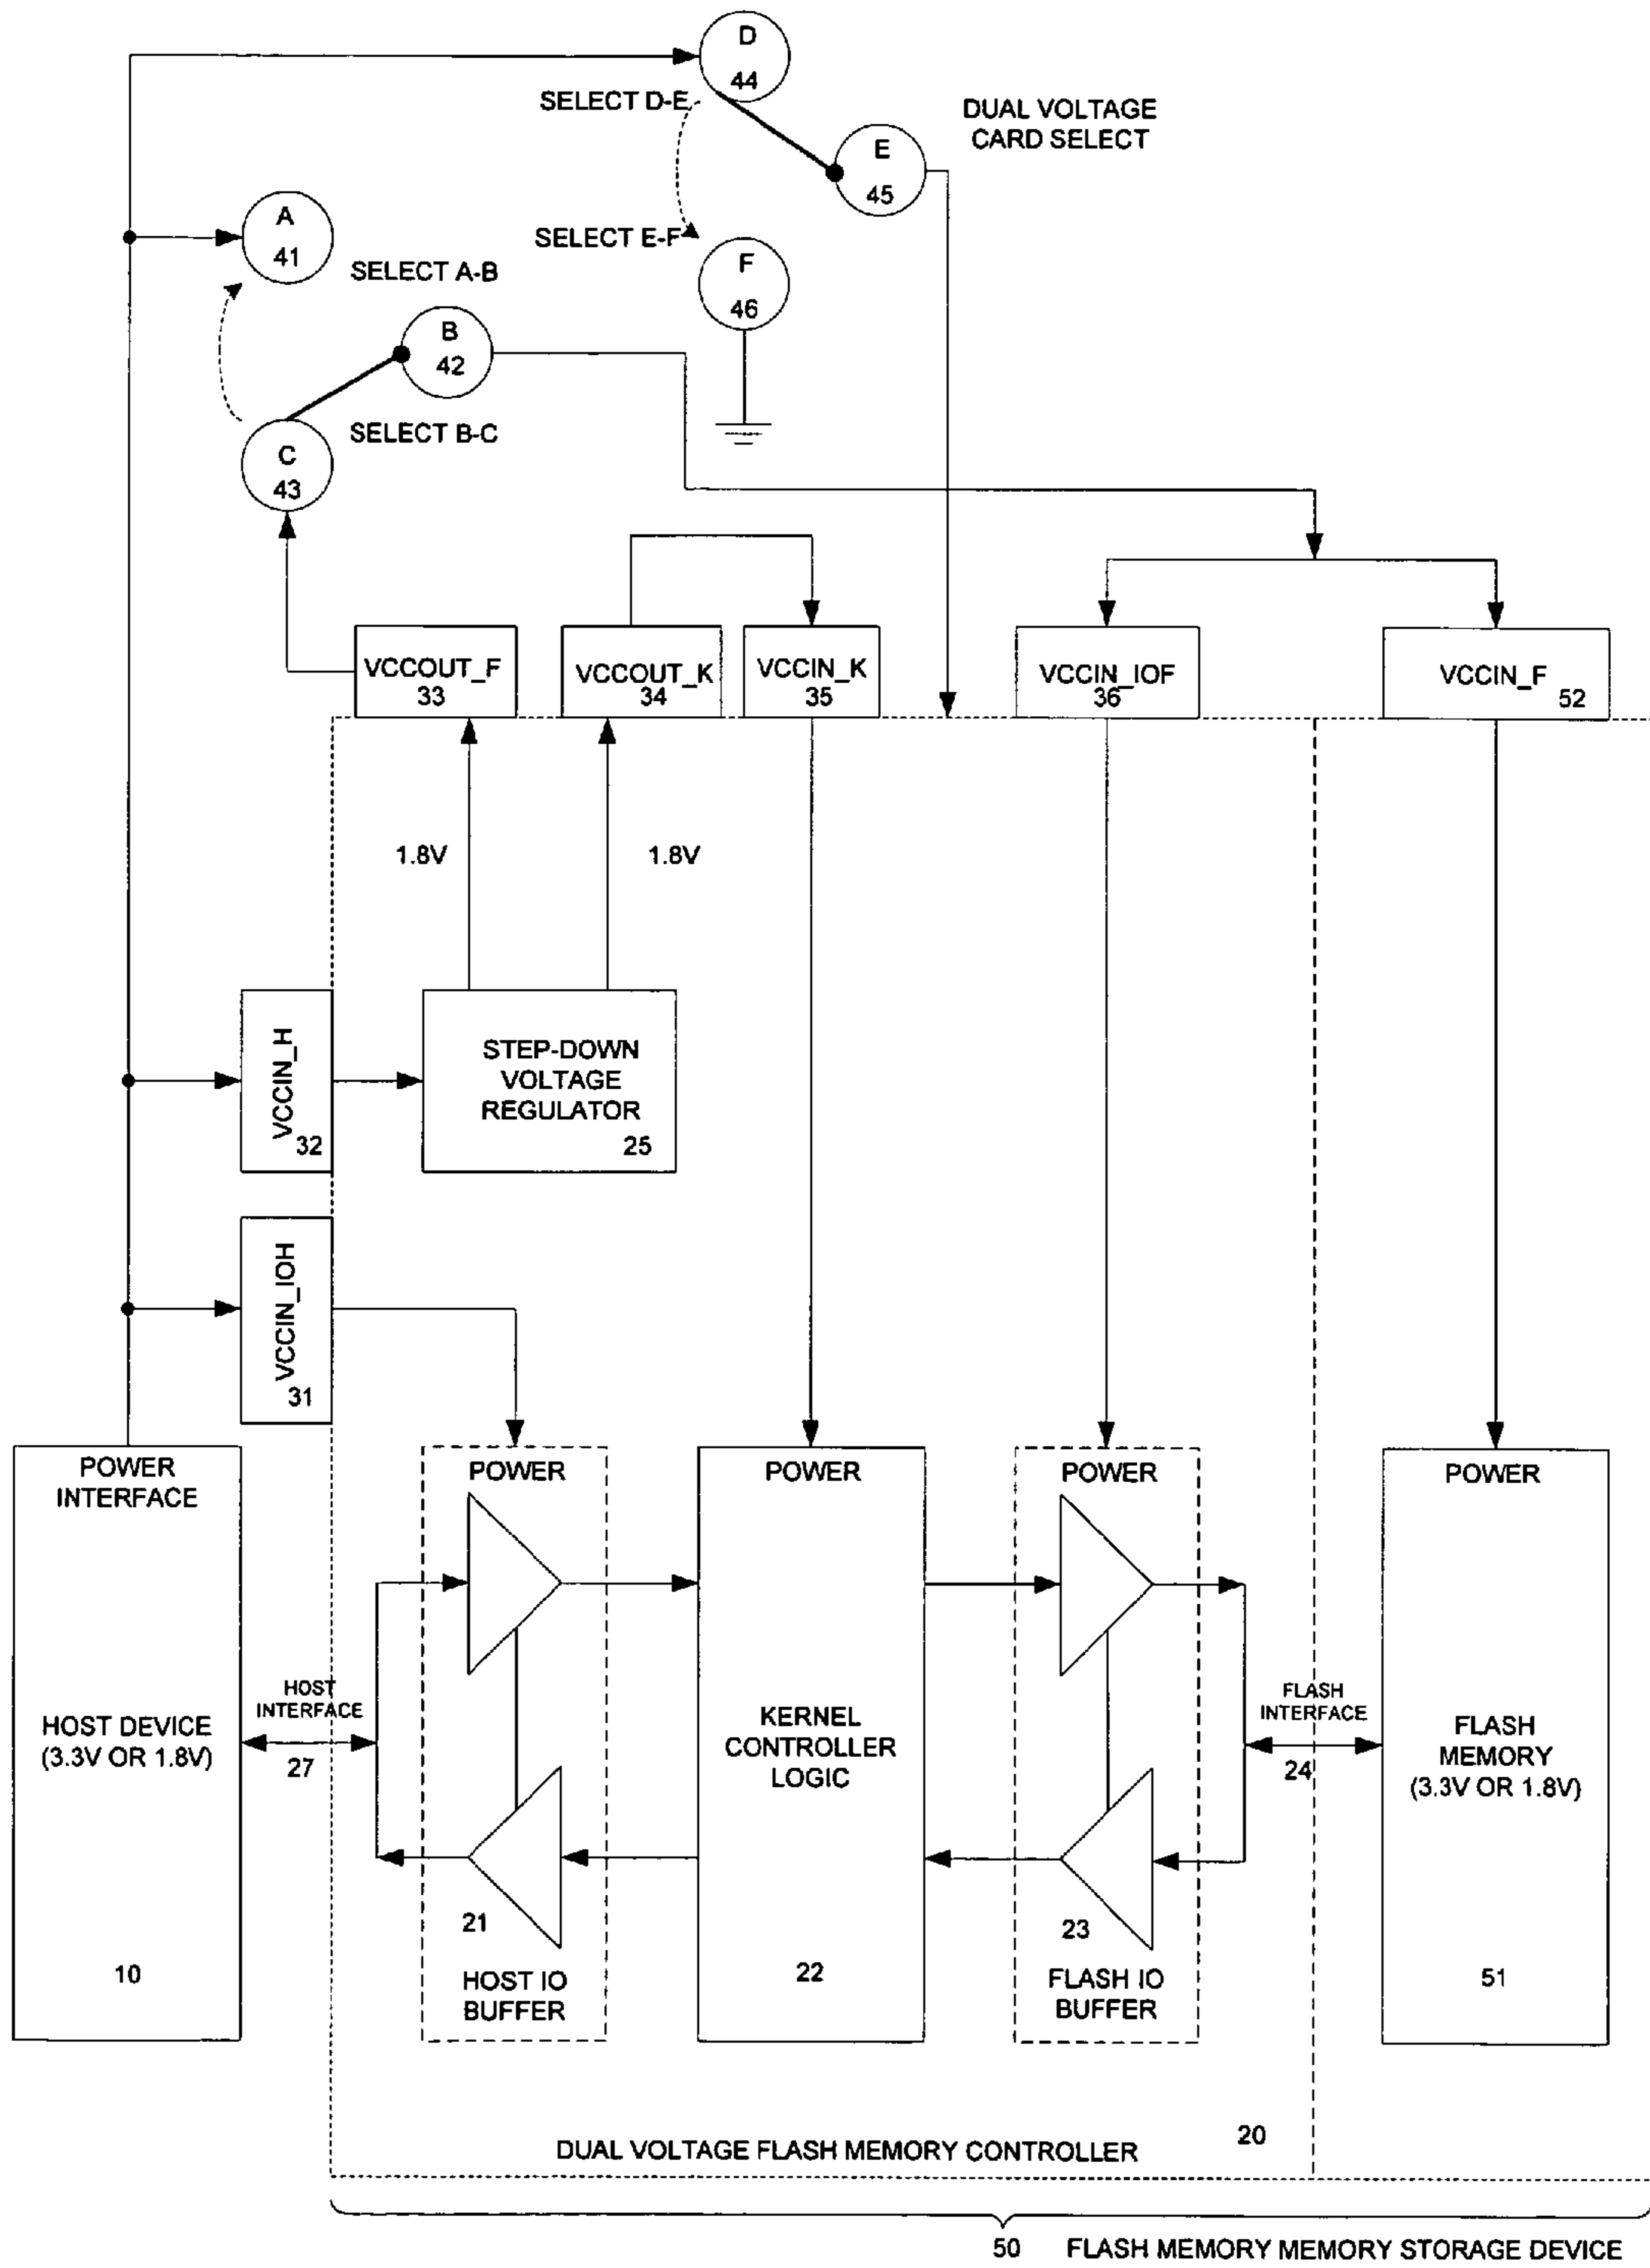 D
44
SELECT D-E
DUAL VOLTAGE
CARD SELECT
E
45
A
41
SELECT E-F
F
46
SELECT A-B
B
42
SELECT B-C
C
43
VCCOUT_F
33
VCCOUT_K
34
VCCIN_K
35
VCCIN_IOF
36
VCCIN_F
52
1.8V
1.8V
VCCIN_H
32
STEP-DOWN
VOLTAGE
REGULATOR
25
VCCIN_IOH
31
POWER
INTERFACE
POWER
POWER
POWER
POWER
HOST DEVICE
(3.3V OR 1.8V)
10
HOST
INTERFACE
27
21
HOST IO
BUFFER
KERNEL
CONTROLLER
LOGIC
22
23
FLASH IO
BUFFER
FLASH
INTERFACE
24
FLASH
MEMORY
(3.3V OR 1.8V)
51
DUAL VOLTAGE FLASH MEMORY CONTROLLER
20
50 FLASH MEMORY MEMORY STORAGE DEVICE